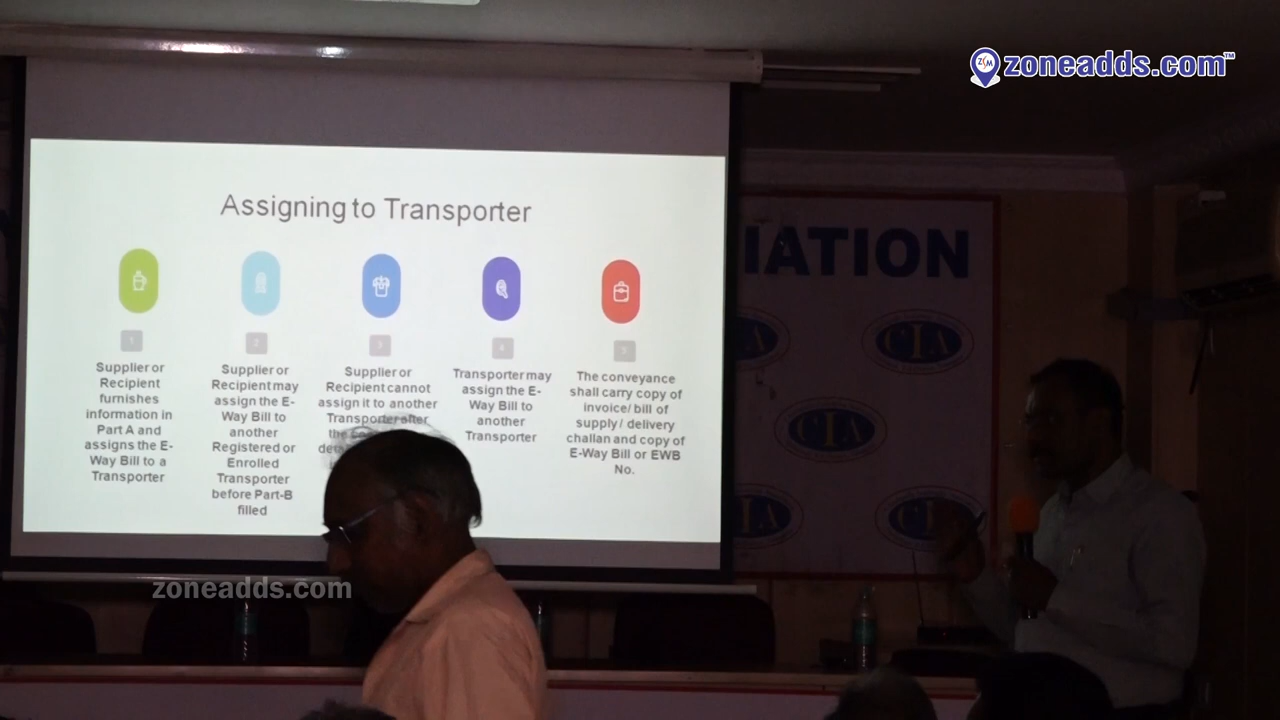 zoneadds.com™
Assigning to Transporter
IATION
1
Supplier or
Recipient
furnishes
information in
Part A and
assigns the E-
Way Bill to a
Transporter
2
Supplier or
Recipient may
assign the E-
Way Bill to
another
Registered or
Enrolled
Transporter
before Part-B
filled
3
Supplier or
Recipient cannot
assign it to another
Transporter after
the
4
Transporter may
assign the E-
Way Bill to
another
Transporter
5
The conveyance
shall carry copy of
invoice/ bill of
supply/ delivery
challan and copy of
E-Way Bill or EWB
No.
CIA
CIA
zoneadds.com